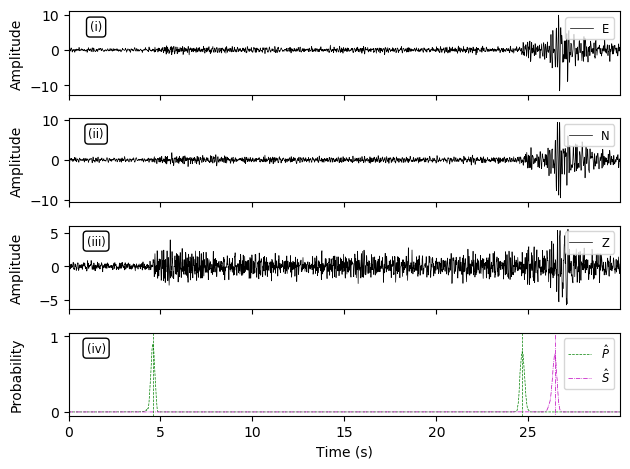 Amplitude
10
0
−10
(i)
E
Amplitude
10
0
−10
(ii)
N
Amplitude
5
0
−5
(iii)
Z
Probability
1
0
(iv)
P̂
Ŝ
0 5 10 15 20 25
Time (s)